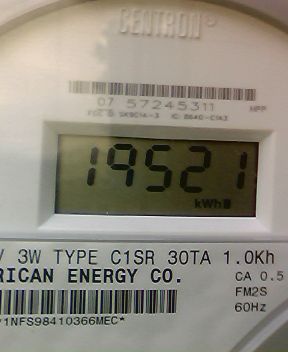 CENTRON®
07 57245311
19521
kWh
V 3W TYPE C1SR 30TA 1.0Kh
RICAN ENERGY CO.
CA 0.5
FM2S
60Hz
*1NFS98410366MEC*